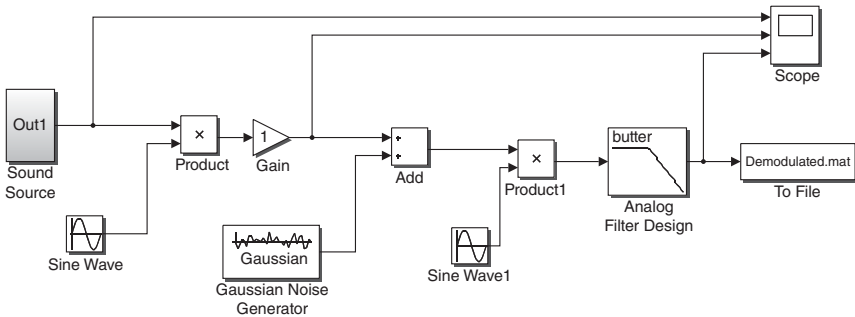 Scope
Out1
Sound
Source
×
Product
1
Gain
+
+
Add
×
Product1
butter
Analog
Filter Design
Demodulated.mat
To File
Sine Wave
Gaussian
Gaussian Noise
Generator
Sine Wave1